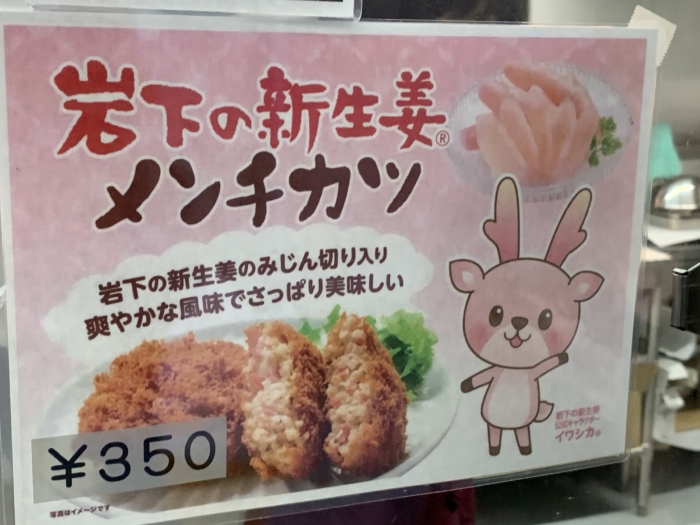 岩下の新生姜®
メンチカツ
岩下の新生姜のみじん切り入り
爽やかな風味でさっぱり美味しい
¥350
岩下の新生姜
公式キャラクター
イワシカ
写真はイメージです